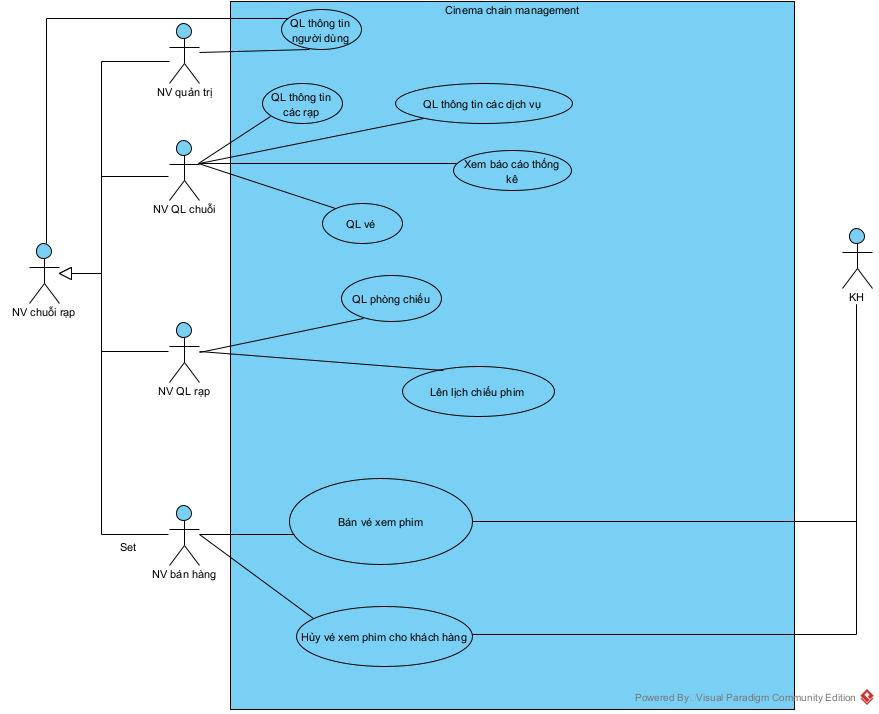 Cinema chain management
QL thông tin
người dùng
NV quản trị
QL thông tin
các rạp
QL thông tin các dịch vụ
Xem báo cáo thống
kê
NV QL chuỗi
QL vé
NV chuỗi rạp
KH
QL phòng chiếu
NV QL rạp
Lên lịch chiếu phim
Bán vé xem phim
Set
NV bán hàng
Hủy vé xem phim cho khách hàng
Powered By: Visual Paradigm Community Edition